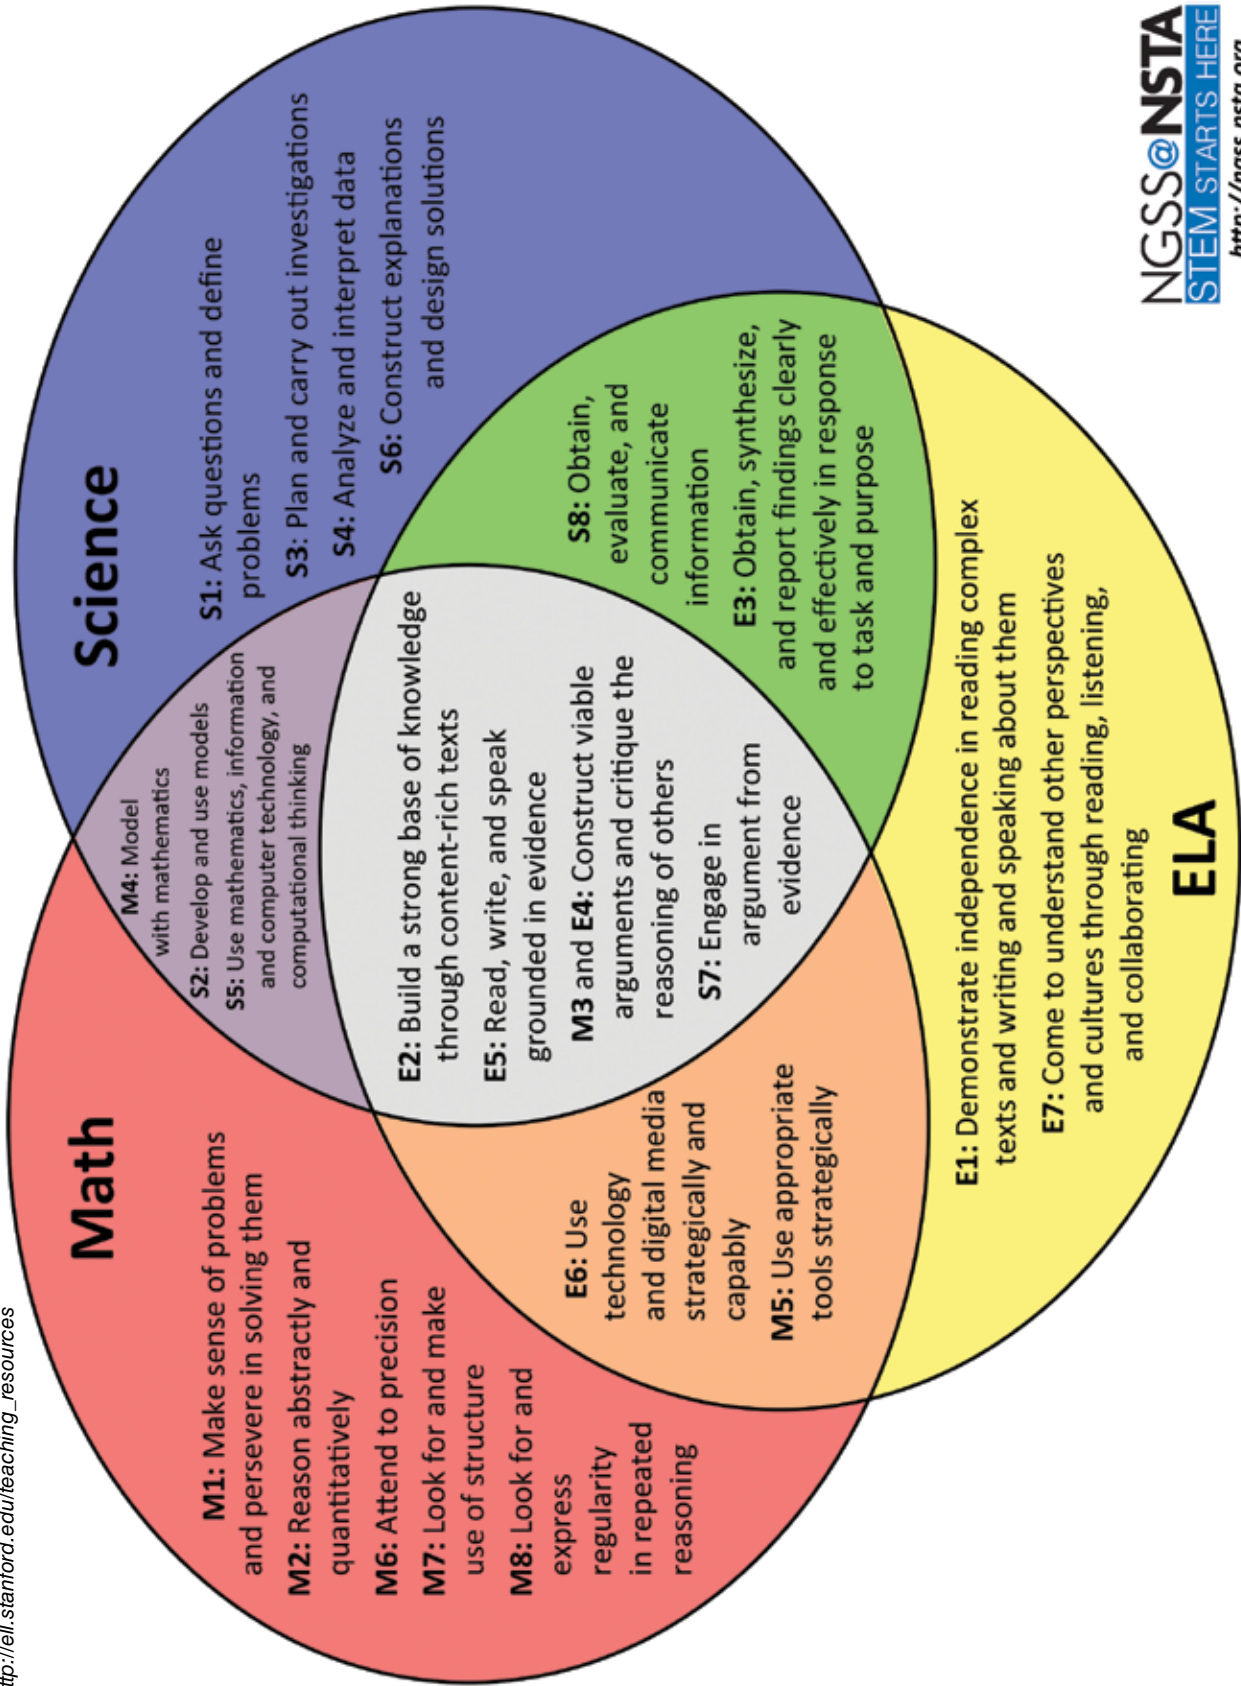 ttp://ell.stanford.edu/teaching_resources
Math
M1: Make sense of problems
and persevere in solving them
M2: Reason abstractly and
quantitatively
M6: Attend to precision
M7: Look for and make
use of structure
M8: Look for and
express
regularity
in repeated
reasoning
M4: Model
with mathematics
S2: Develop and use models
S5: Use mathematics, information
and computer technology, and
computational thinking
Science
S1: Ask questions and define
problems
S3: Plan and carry out investigations
S4: Analyze and interpret data
S6: Construct explanations
and design solutions
E2: Build a strong base of knowledge
through content-rich texts
E5: Read, write, and speak
grounded in evidence
M3 and E4: Construct viable
arguments and critique the
reasoning of others
S7: Engage in
argument from
evidence
E6: Use
technology
and digital media
strategically and
capably
M5: Use appropriate
tools strategically
S8: Obtain,
evaluate, and
communicate
information
E3: Obtain, synthesize,
and report findings clearly
and effectively in response
to task and purpose
E1: Demonstrate independence in reading complex
texts and writing and speaking about them
E7: Come to understand other perspectives
and cultures through reading, listening,
and collaborating
ELA
NGSS@NSTA
STEM STARTS HERE
http://ngss.nsta.org